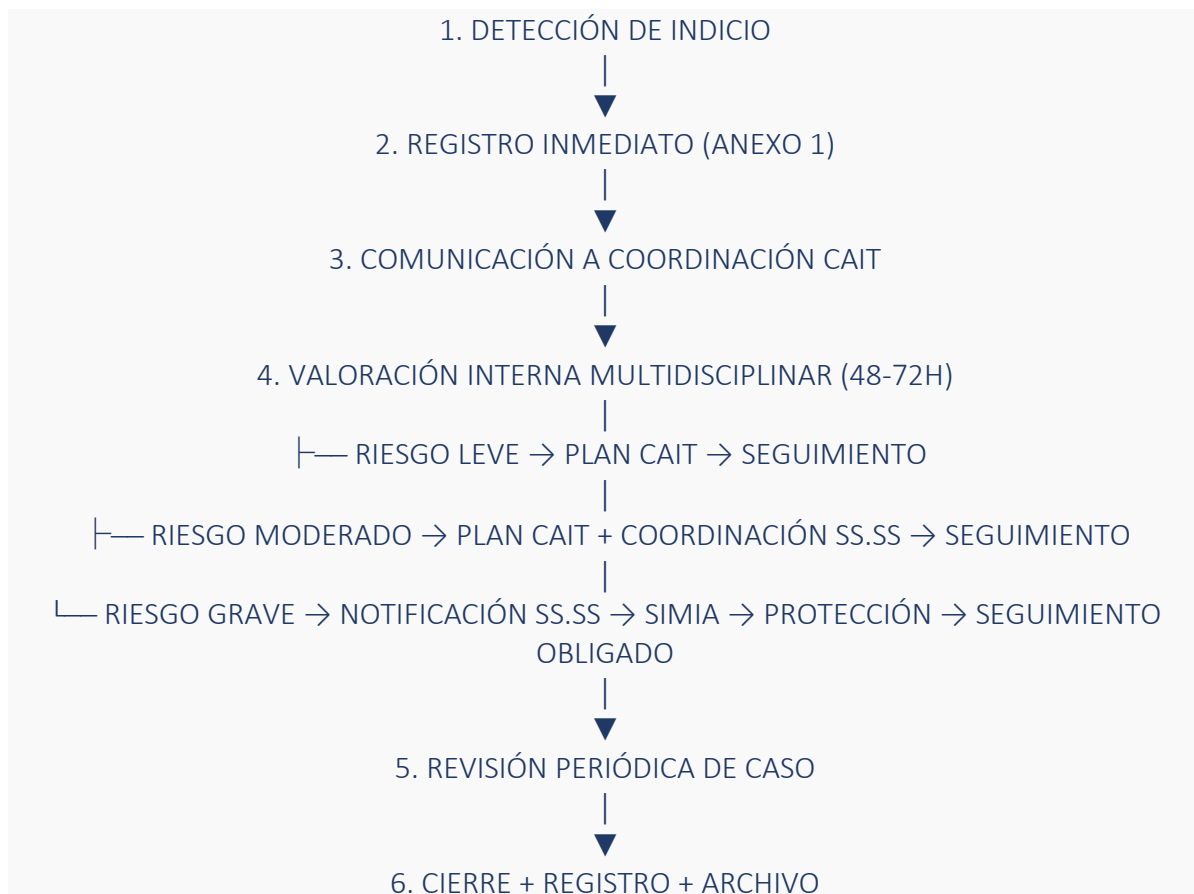 1. DETECCIÓN DE INDICIO
│
▼
2. REGISTRO INMEDIATO (ANEXO 1)
│
▼
3. COMUNICACIÓN A COORDINACIÓN CAIT
│
▼
4. VALORACIÓN INTERNA MULTIDISCIPLINAR (48-72H)
│
├── RIESGO LEVE → PLAN CAIT → SEGUIMIENTO
│
├── RIESGO MODERADO → PLAN CAIT + COORDINACIÓN SS.SS → SEGUIMIENTO
│
└── RIESGO GRAVE → NOTIFICACIÓN SS.SS → SIMIA → PROTECCIÓN → SEGUIMIENTO
OBLIGADO
│
▼
5. REVISIÓN PERIÓDICA DE CASO
│
▼
6. CIERRE + REGISTRO + ARCHIVO